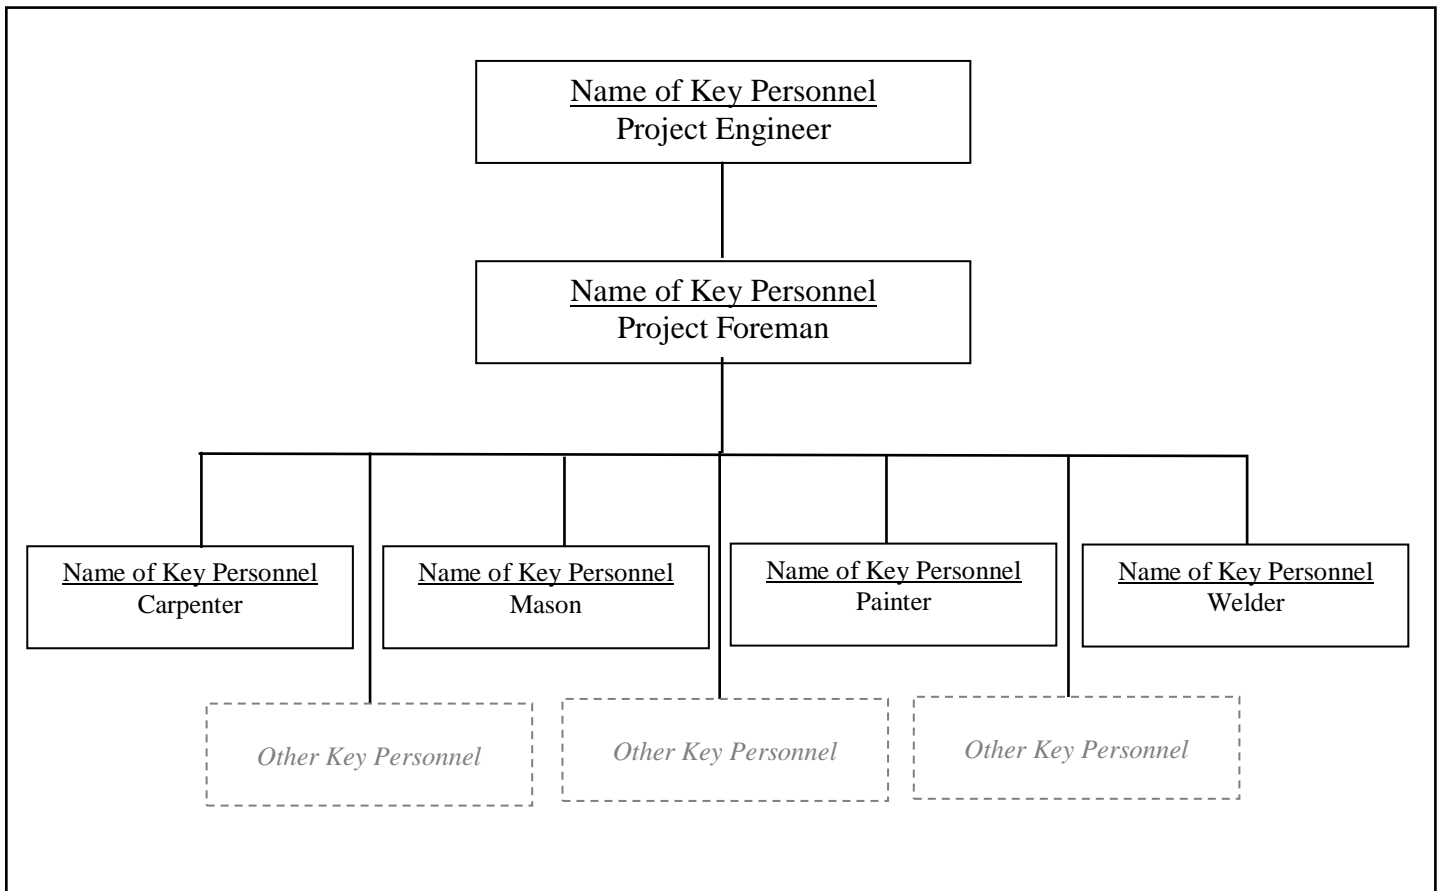 Name of Key Personnel
Project Engineer
Name of Key Personnel
Project Foreman
Name of Key Personnel
Carpenter
Name of Key Personnel
Mason
Name of Key Personnel
Painter
Name of Key Personnel
Welder
Other Key Personnel
Other Key Personnel
Other Key Personnel